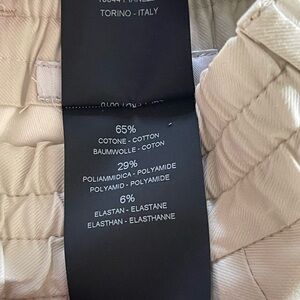 TORINO - ITALY
65%
COTONE - COTTON
BAUMWOLLE - COTON
29%
POLIAMMIDICA - POLYAMIDE
POLYAMID - POLYAMIDE
6%
ELASTAN - ELASTANE
ELASTHAN - ELASTHANNE